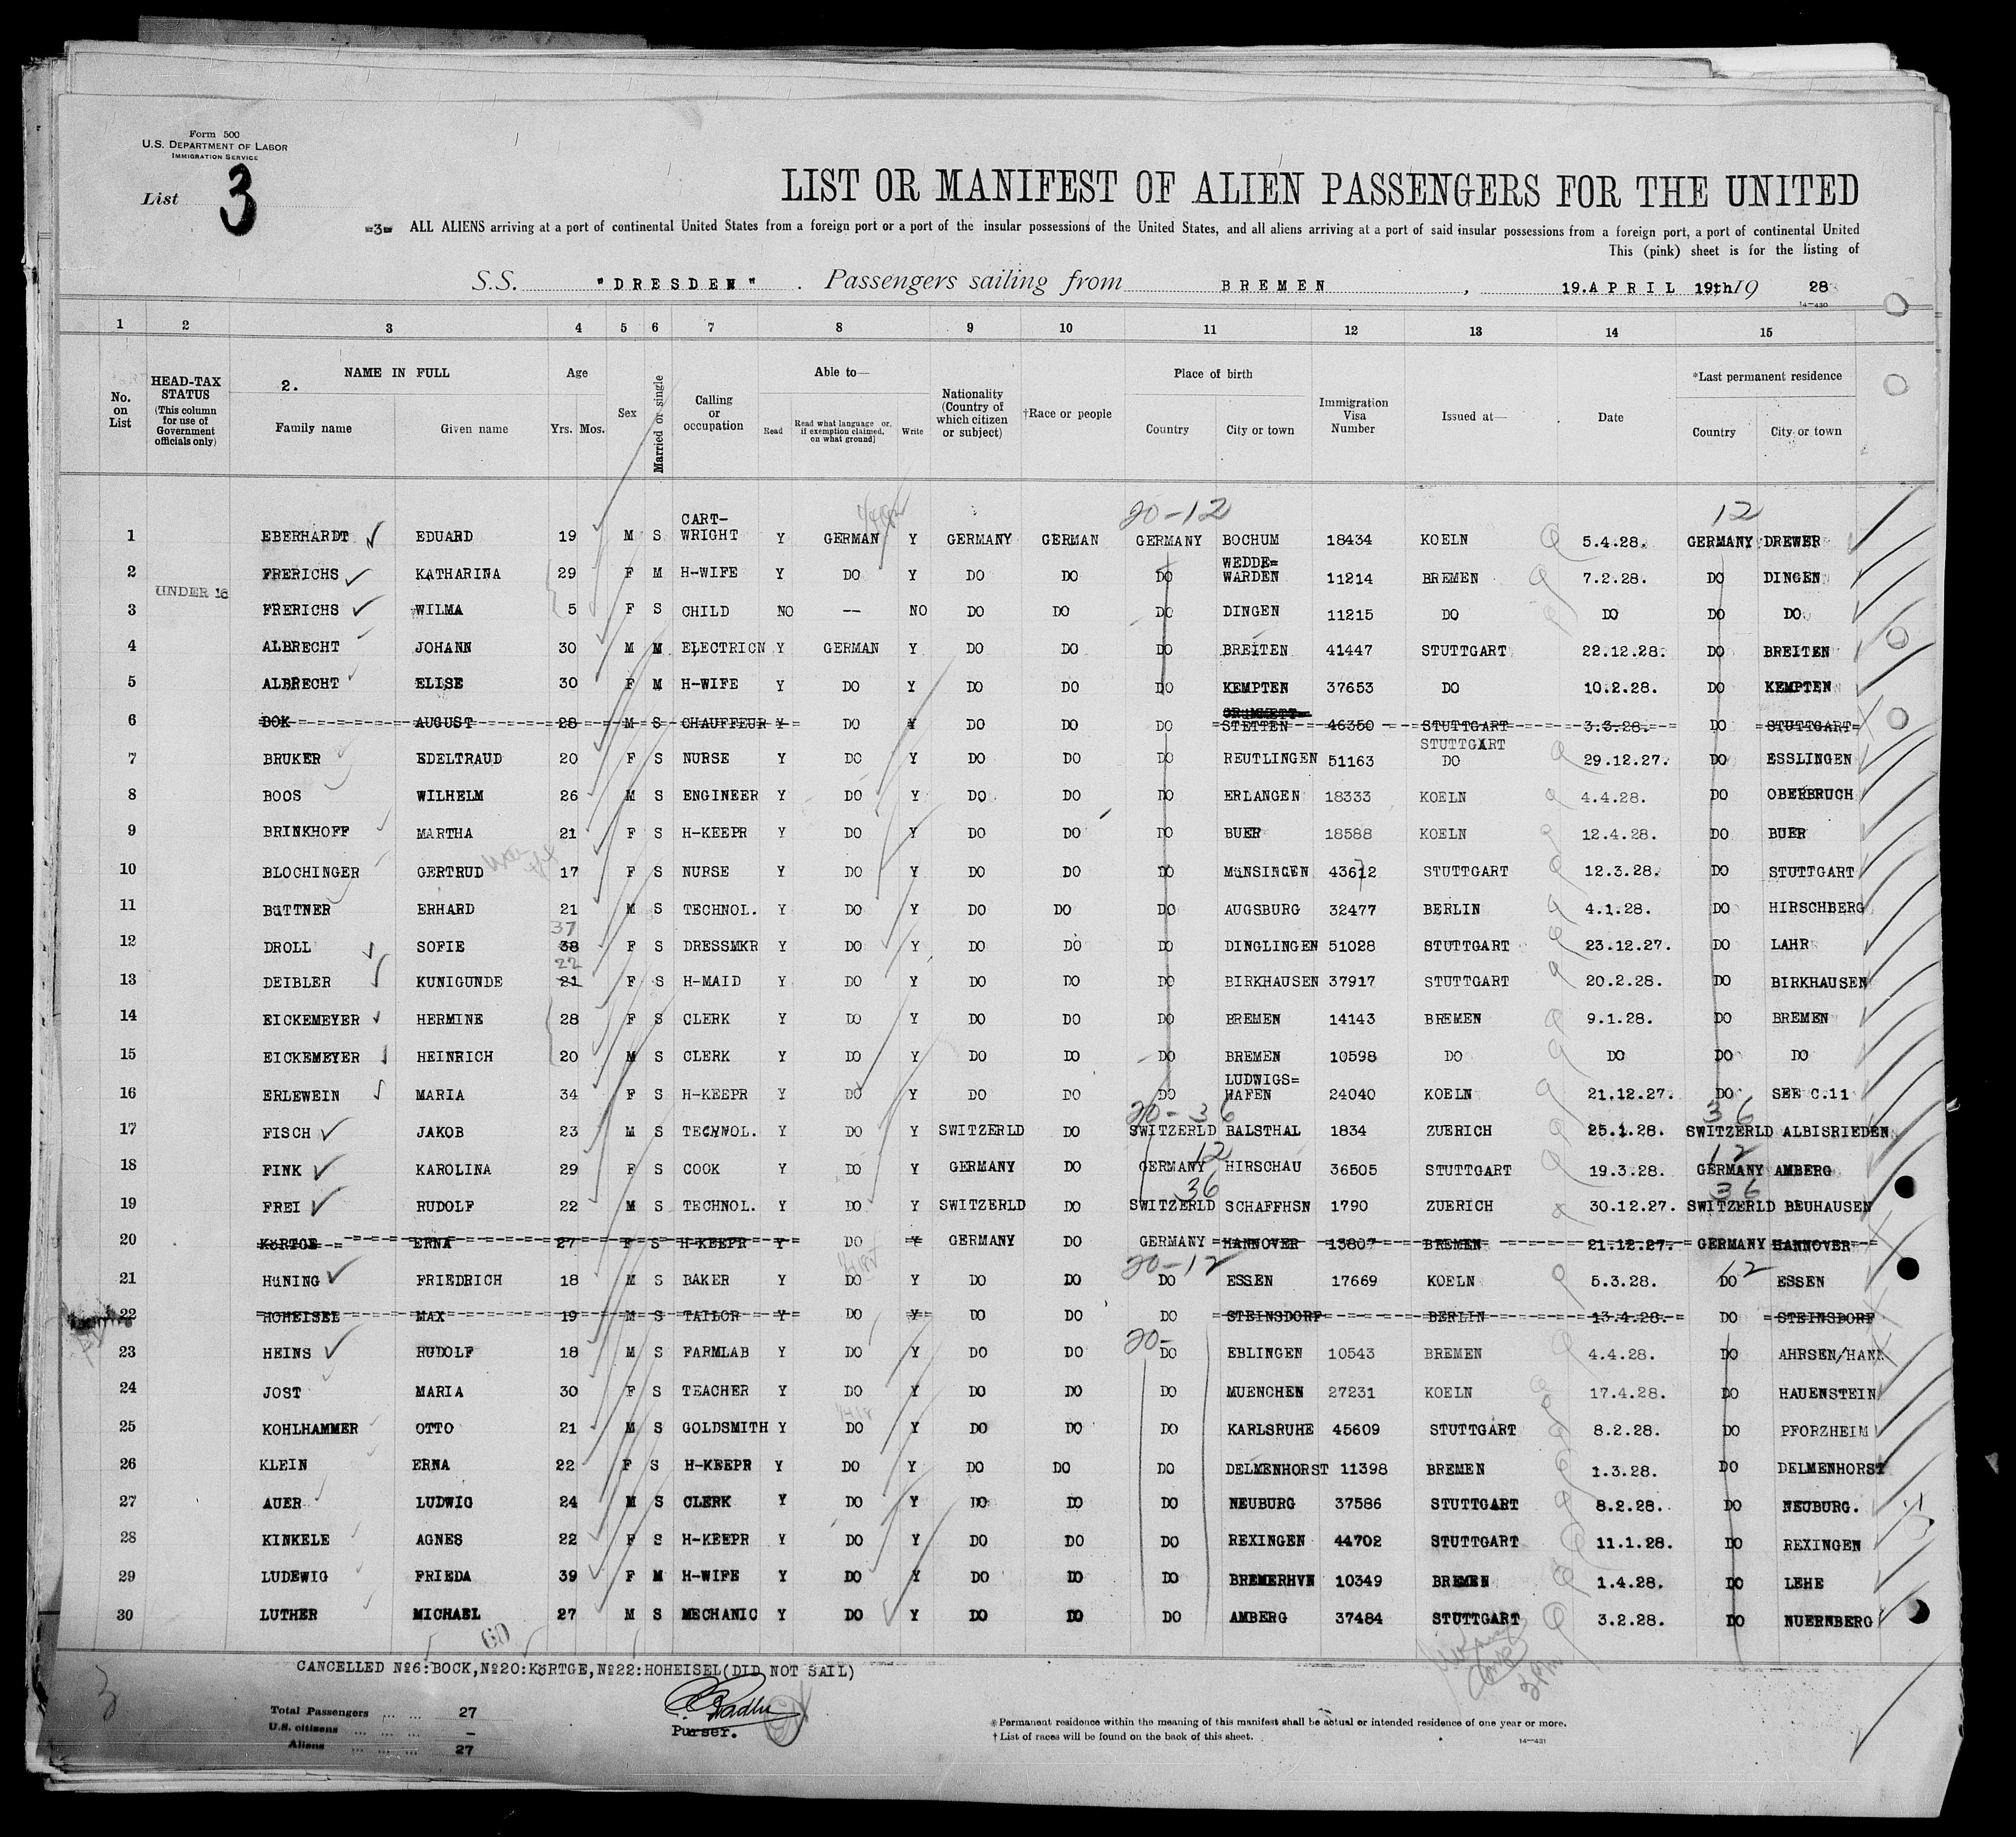 Form 500
U.S. DEPARTMENT OF LABOR
IMMIGRATION SERVICE
List 3
LIST OR MANIFEST OF ALIEN PASSENGERS FOR THE UNITED
=3= ALL ALIENS arriving at a port of continental United States from a foreign port or a port of the insular possessions of the United States, and all aliens arriving at a port of said insular possessions from a foreign port, a port of continental United
This (pink) sheet is for the listing of
S.S. "DRESDEN". Passengers sailing from BREMEN, 19.APRIL 19th 19 28
14-430
1 2 3 4 5 6 7 8 9 10 11 12 13 14 15
No. on List
HEAD-TAX STATUS (This column for use of Government officials only)
2. NAME IN FULL Family name Given name
Age Yrs. Mos.
Sex
Married or single
Calling or occupation
Able to— Read Read what language or, if exemption claimed, on what ground] Write
Nationality (Country of which citizen or subject)
†Race or people
Place of birth Country City or town
Immigration Visa Number
Issued at—
Date
*Last permanent residence Country City or town
20-12 12
1 EBERHARDT EDUARD 19 M S CART-WRIGHT Y GERMAN Y GERMANY GERMAN GERMANY BOCHUM 18434 KOELN 5.4.28. GERMANY DREWER
2 FRERICHS KATHARINA 29 F M H-WIFE Y DO Y DO DO DO WEDDE=WARDEN 11214 BREMEN 7.2.28. DO DINGEN
UNDER 16
3 FRERICHS WILMA 5 F S CHILD NO -- NO DO DO DO DINGEN 11215 DO DO DO DO
4 ALBRECHT JOHANN 30 M M ELECTRICN Y GERMAN Y DO DO DO BREITEN 41447 STUTTGART 22.12.28. DO BREITEN
5 ALBRECHT ELISE 30 F M H-WIFE Y DO Y DO DO DO KEMPTEN 37653 DO 10.2.28. DO KEMPTEN
6 BOK AUGUST 28 M S CHAUFFEUR Y DO Y DO DO DO STETTEN 46350 STUTTGART 3.3.28. DO STUTTGART
7 BRUKER EDELTRAUD 20 F S NURSE Y DO Y DO DO DO REUTLINGEN 51163 STUTTGART DO 29.12.27. DO ESSLINGEN
8 BOOS WILHELM 26 M S ENGINEER Y DO Y DO DO DO ERLANGEN 18333 KOELN 4.4.28. DO OBERBRUCH
9 BRINKHOFF MARTHA 21 F S H-KEEPR Y DO Y DO DO DO BUER 18588 KOELN 12.4.28. DO BUER
10 BLOCHINGER GERTRUD 17 F S NURSE Y DO Y DO DO DO MüNSINGEN 43612 STUTTGART 12.3.28. DO STUTTGART
11 BüTTNER ERHARD 21 M S TECHNOL. Y DO Y DO DO DO AUGSBURG 32477 BERLIN 4.1.28. DO HIRSCHBERG
37
12 DROLL SOFIE 38 F S DRESSMKR Y DO Y DO DO DO DINGLINGEN 51028 STUTTGART 23.12.27. DO LAHR
22
13 DEIBLER KUNIGUNDE 21 F S H-MAID Y DO Y DO DO DO BIRKHAUSEN 37917 STUTTGART 20.2.28. DO BIRKHAUSEN
14 EICKEMEYER HERMINE 28 F S CLERK Y DO Y DO DO DO BREMEN 14143 BREMEN 9.1.28. DO BREMEN
15 EICKEMEYER HEINRICH 20 M S CLERK Y DO Y DO DO DO BREMEN 10598 DO DO DO DO
16 ERLEWEIN MARIA 34 F S H-KEEPR Y DO Y DO DO DO LUDWIGS=HAFEN 24040 KOELN 21.12.27. DO SEE C.11
20-36 36
17 FISCH JAKOB 23 M S TECHNOL. Y DO Y SWITZERLD DO SWITZERLD BALSTHAL 1834 ZUERICH 25.1.28. SWITZERLD ALBISRIEDEN
12 12
18 FINK KAROLINA 29 F S COOK Y DO Y GERMANY DO GERMANY HIRSCHAU 36505 STUTTGART 19.3.28. GERMANY AMBERG
36 36
19 FREI RUDOLF 22 M S TECHNOL. Y DO Y SWITZERLD DO SWITZERLD SCHAFFHSN 1790 ZUERICH 30.12.27. SWITZERLD BEUHAUSEN
20 KöRTGE ERNA 27 F S H-KEEPR Y DO Y GERMANY DO GERMANY HANNOVER 13807 BREMEN 21.12.27. GERMANY HANNOVER
20-12 12
21 HüNING FRIEDRICH 18 M S BAKER Y DO Y DO DO DO ESSEN 17669 KOELN 5.3.28. DO ESSEN
22 HOHEISEL MAX 19 M S TAILOR Y DO Y DO DO DO STEINSDORF BERLIN 13.4.28. DO STEINSDORF
20-
23 HEINS RUDOLF 18 M S FARMLAB Y DO Y DO DO DO EBLINGEN 10543 BREMEN 4.4.28. DO AHRSEN/HANN
24 JOST MARIA 30 F S TEACHER Y DO Y DO DO DO MUENCHEN 27231 KOELN 17.4.28. DO HAUENSTEIN
25 KOHLHAMMER OTTO 21 M S GOLDSMITH Y DO Y DO DO DO KARLSRUHE 45609 STUTTGART 8.2.28. DO PFORZHEIM
26 KLEIN ERNA 22 F S H-KEEPR Y DO Y DO DO DO DELMENHORST 11398 BREMEN 1.3.28. DO DELMENHORST
27 AUER LUDWIG 24 M S CLERK Y DO Y DO DO DO NEUBURG 37586 STUTTGART 8.2.28. DO NEUBURG.
28 KINKELE AGNES 22 F S H-KEEPR Y DO Y DO DO DO REXINGEN 44702 STUTTGART 11.1.28. DO REXINGEN
29 LUDEWIG FRIEDA 39 F M H-WIFE Y DO Y DO DO DO BREMERHVN 10349 BREMEN 1.4.28. DO LEHE
30 LUTHER MICHAEL 27 M S MECHANIC Y DO Y DO DO DO AMBERG 37484 STUTTGART 3.2.28. DO NUERNBERG
60
CANCELLED №6:BOCK,№20:KöRTGE,№22:HOHEISEL(DID NOT SAIL)
Total Passengers ... ... 27
U.S. citizens ... ... ... —
Aliens ... ... ... 27
Purser.
* Permanent residence within the meaning of this manifest shall be actual or intended residence of one year or more.
† List of races will be found on the back of this sheet.
14-431